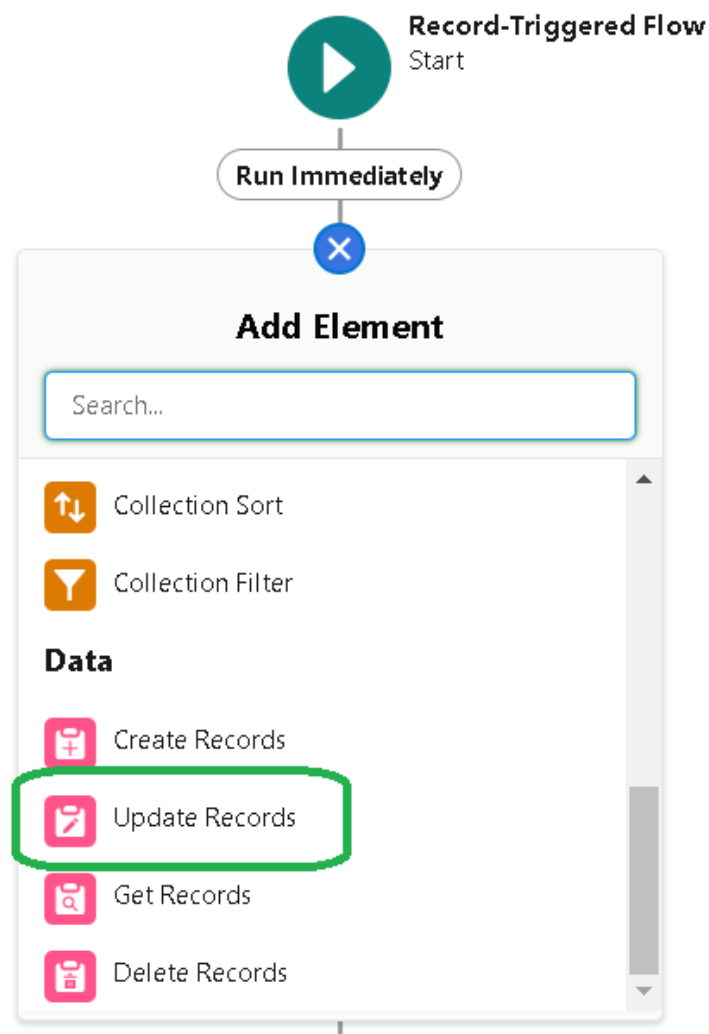 Record-Triggered Flow
Start
Run Immediately
Add Element
Search...
Collection Sort
Collection Filter
Data
Create Records
Update Records
Get Records
Delete Records